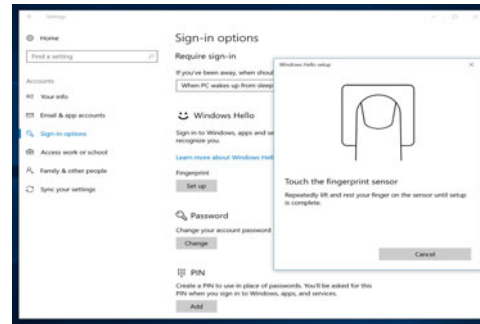 Settings
Home
Find a setting
Accounts
Your info
Email & app accounts
Sign-in options
Access work or school
Family & other people
Sync your settings
Sign-in options
Require sign-in
If you've been away, when shoul
When PC wakes up from sleep
Windows Hello
Sign in to Windows, apps and se
recognize you.
Learn more about Windows Hell
Fingerprint
Set up
Password
Change your account password
Change
PIN
Create a PIN to use in place of passwords. You'll be asked for this
PIN when you sign in to Windows, apps, and services.
Add
Windows Hello setup
Touch the fingerprint sensor
Repeatedly lift and rest your finger on the sensor until setup
is complete.
Cancel